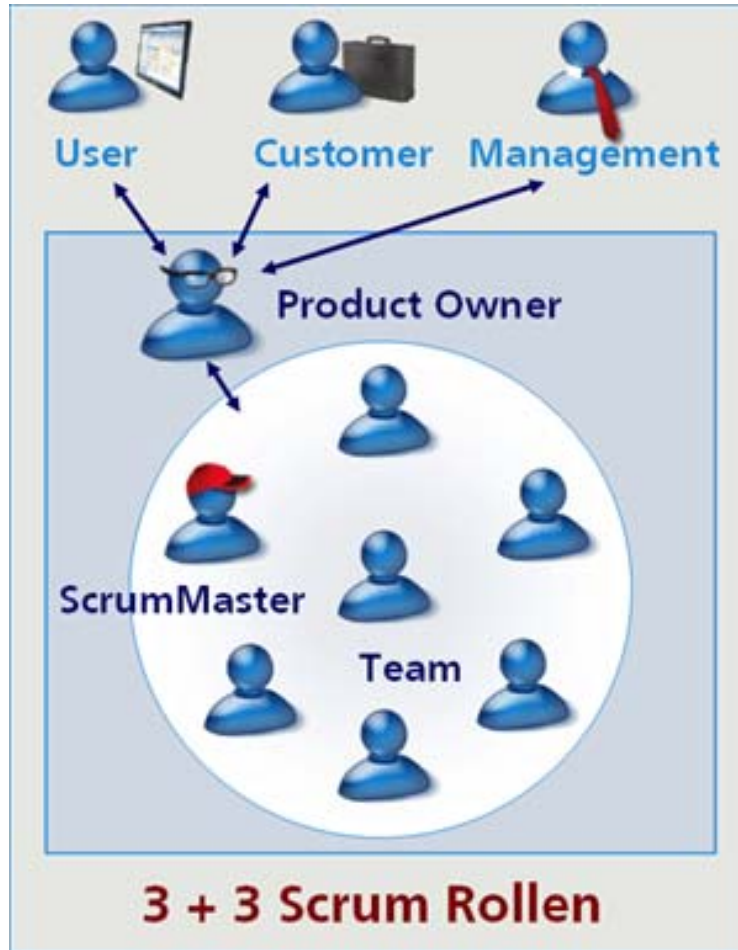 User Customer Management
Product Owner
ScrumMaster
Team
3 + 3 Scrum Rollen